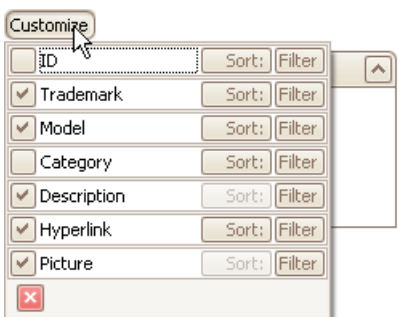 Customize
ID Sort: Filter
Trademark Sort: Filter
Model Sort: Filter
Category Sort: Filter
Description Sort: Filter
Hyperlink Sort: Filter
Picture Sort: Filter